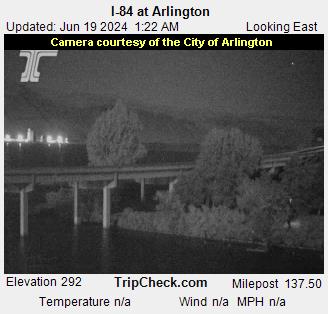 I-84 at Arlington
Updated: Jun 19 2024 1:22 AM Looking East
Camera courtesy of the City of Arlington
Elevation 292 TripCheck.com Milepost 137.50
Temperature n/a Wind n/a MPH n/a